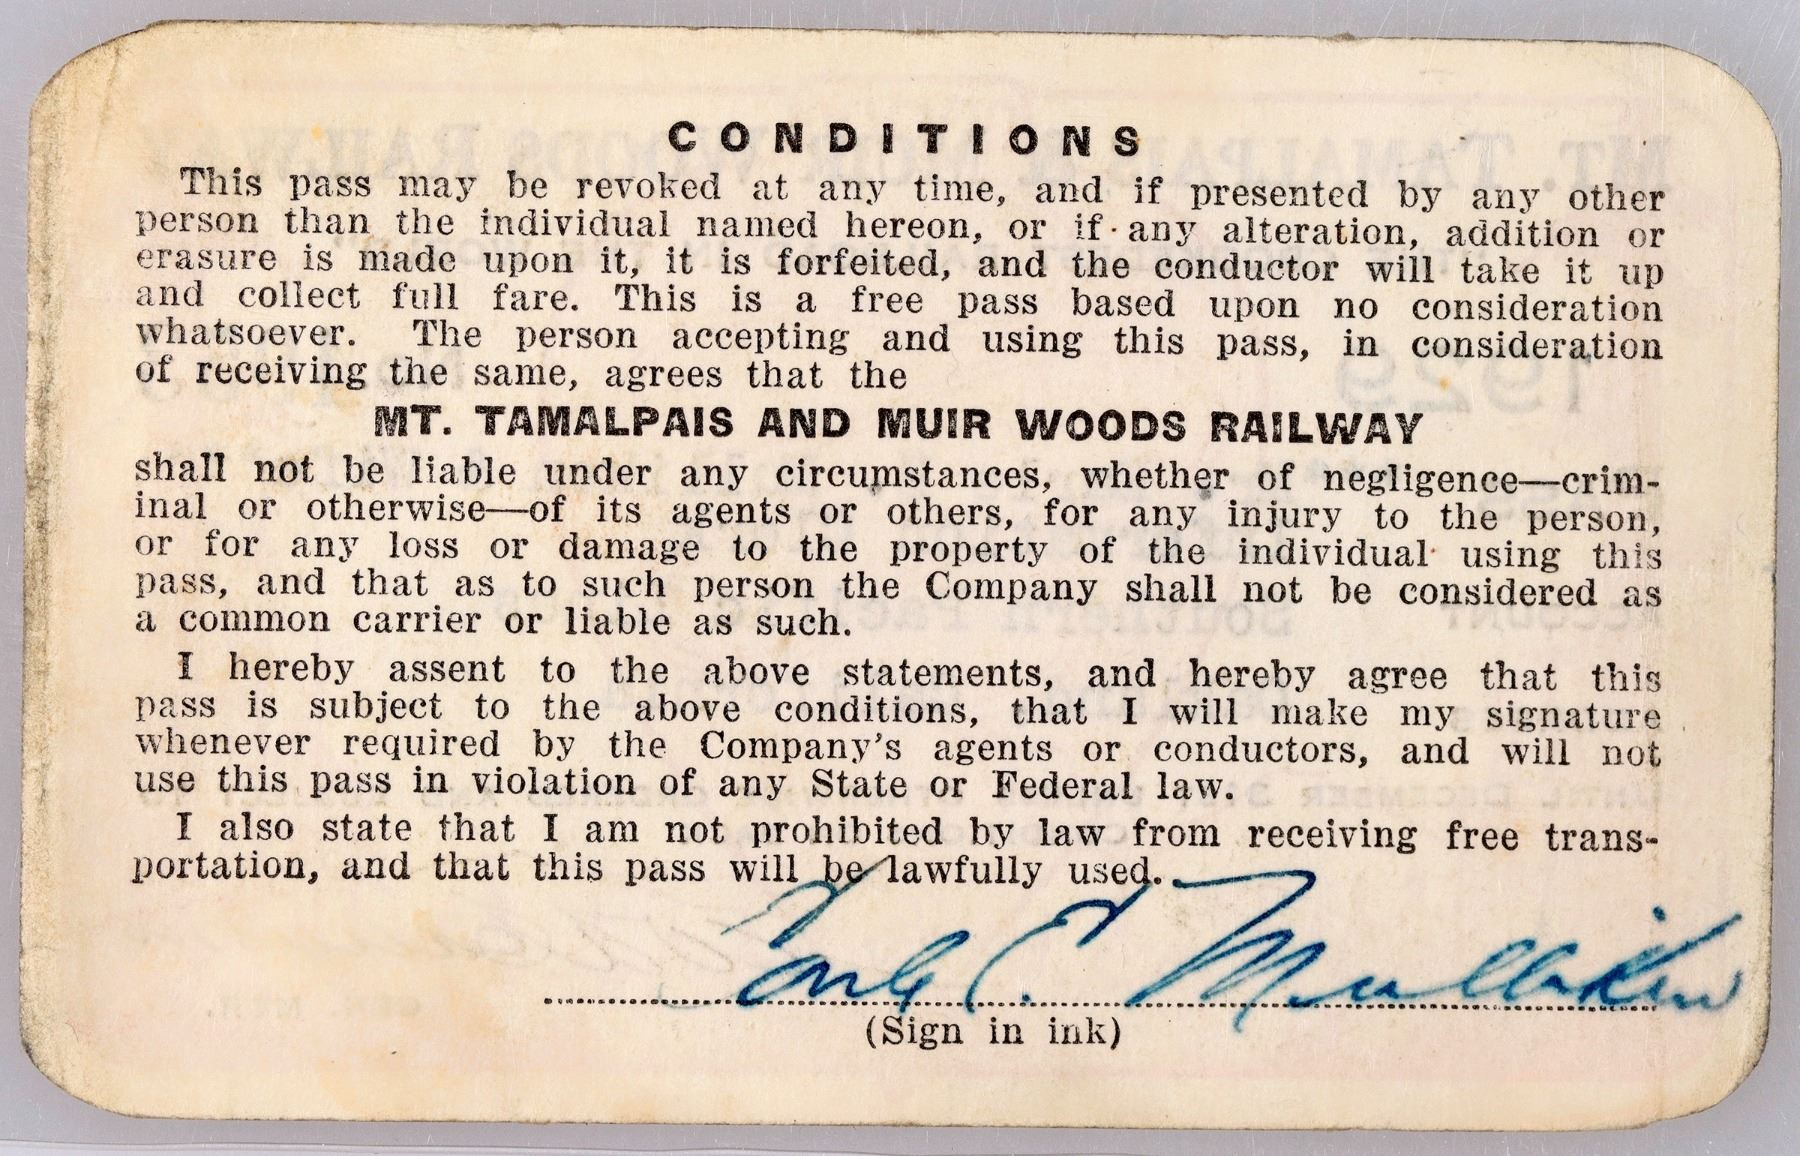 CONDITIONS
This pass may be revoked at any time, and if presented by any other
person than the individual named hereon, or if any alteration, addition or
erasure is made upon it, it is forfeited, and the conductor will take it up
and collect full fare. This is a free pass based upon no consideration
whatsoever. The person accepting and using this pass, in consideration
of receiving the same, agrees that the
MT. TAMALPAIS AND MUIR WOODS RAILWAY
shall not be liable under any circumstances, whether of negligence—crim-
inal or otherwise—of its agents or others, for any injury to the person,
or for any loss or damage to the property of the individual using this
pass, and that as to such person the Company shall not be considered as
a common carrier or liable as such.
I hereby assent to the above statements, and hereby agree that this
pass is subject to the above conditions, that I will make my signature
whenever required by the Company's agents or conductors, and will not
use this pass in violation of any State or Federal law.
I also state that I am not prohibited by law from receiving free trans-
portation, and that this pass will be lawfully used.
Earle C. Mullakin
(Sign in ink)